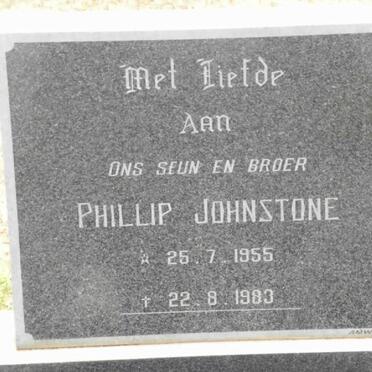 Met Liefde
AAN
ONS SEUN EN BROER
PHILLIP JOHNSTONE
☆ 25.7.1955
† 22.8.1983